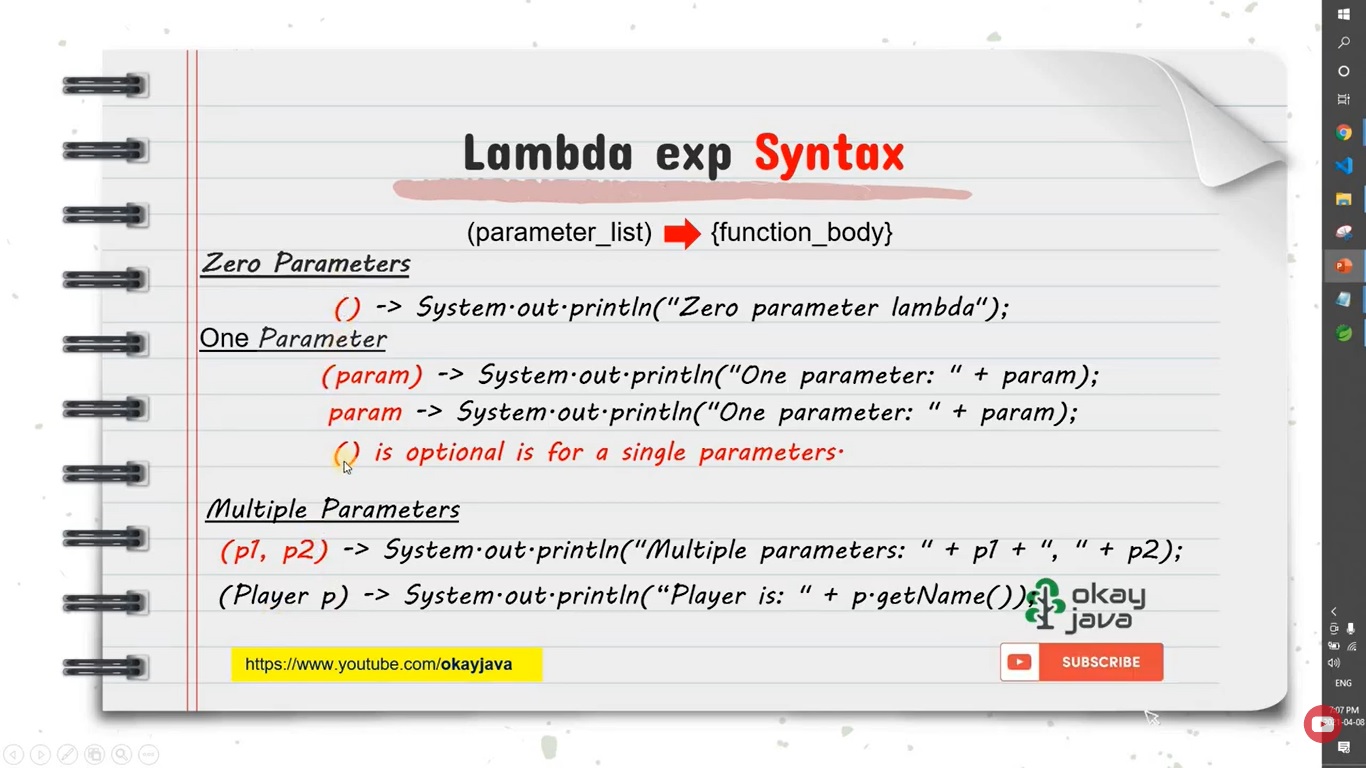 Lambda exp Syntax
(parameter_list) {function_body}
Zero Parameters
() -> System.out.println("Zero parameter lambda");
One Parameter
(param) -> System.out.println("One parameter: " + param);
param -> System.out.println("One parameter: " + param);
() is optional is for a single parameters.
Multiple Parameters
(p1, p2) -> System.out.println("Multiple parameters: " + p1 + ", " + p2);
(Player p) -> System.out.println("Player is: " + p.getName());
okay
java
https://www.youtube.com/okayjava
SUBSCRIBE
ENG
7:07 PM
2021-04-08